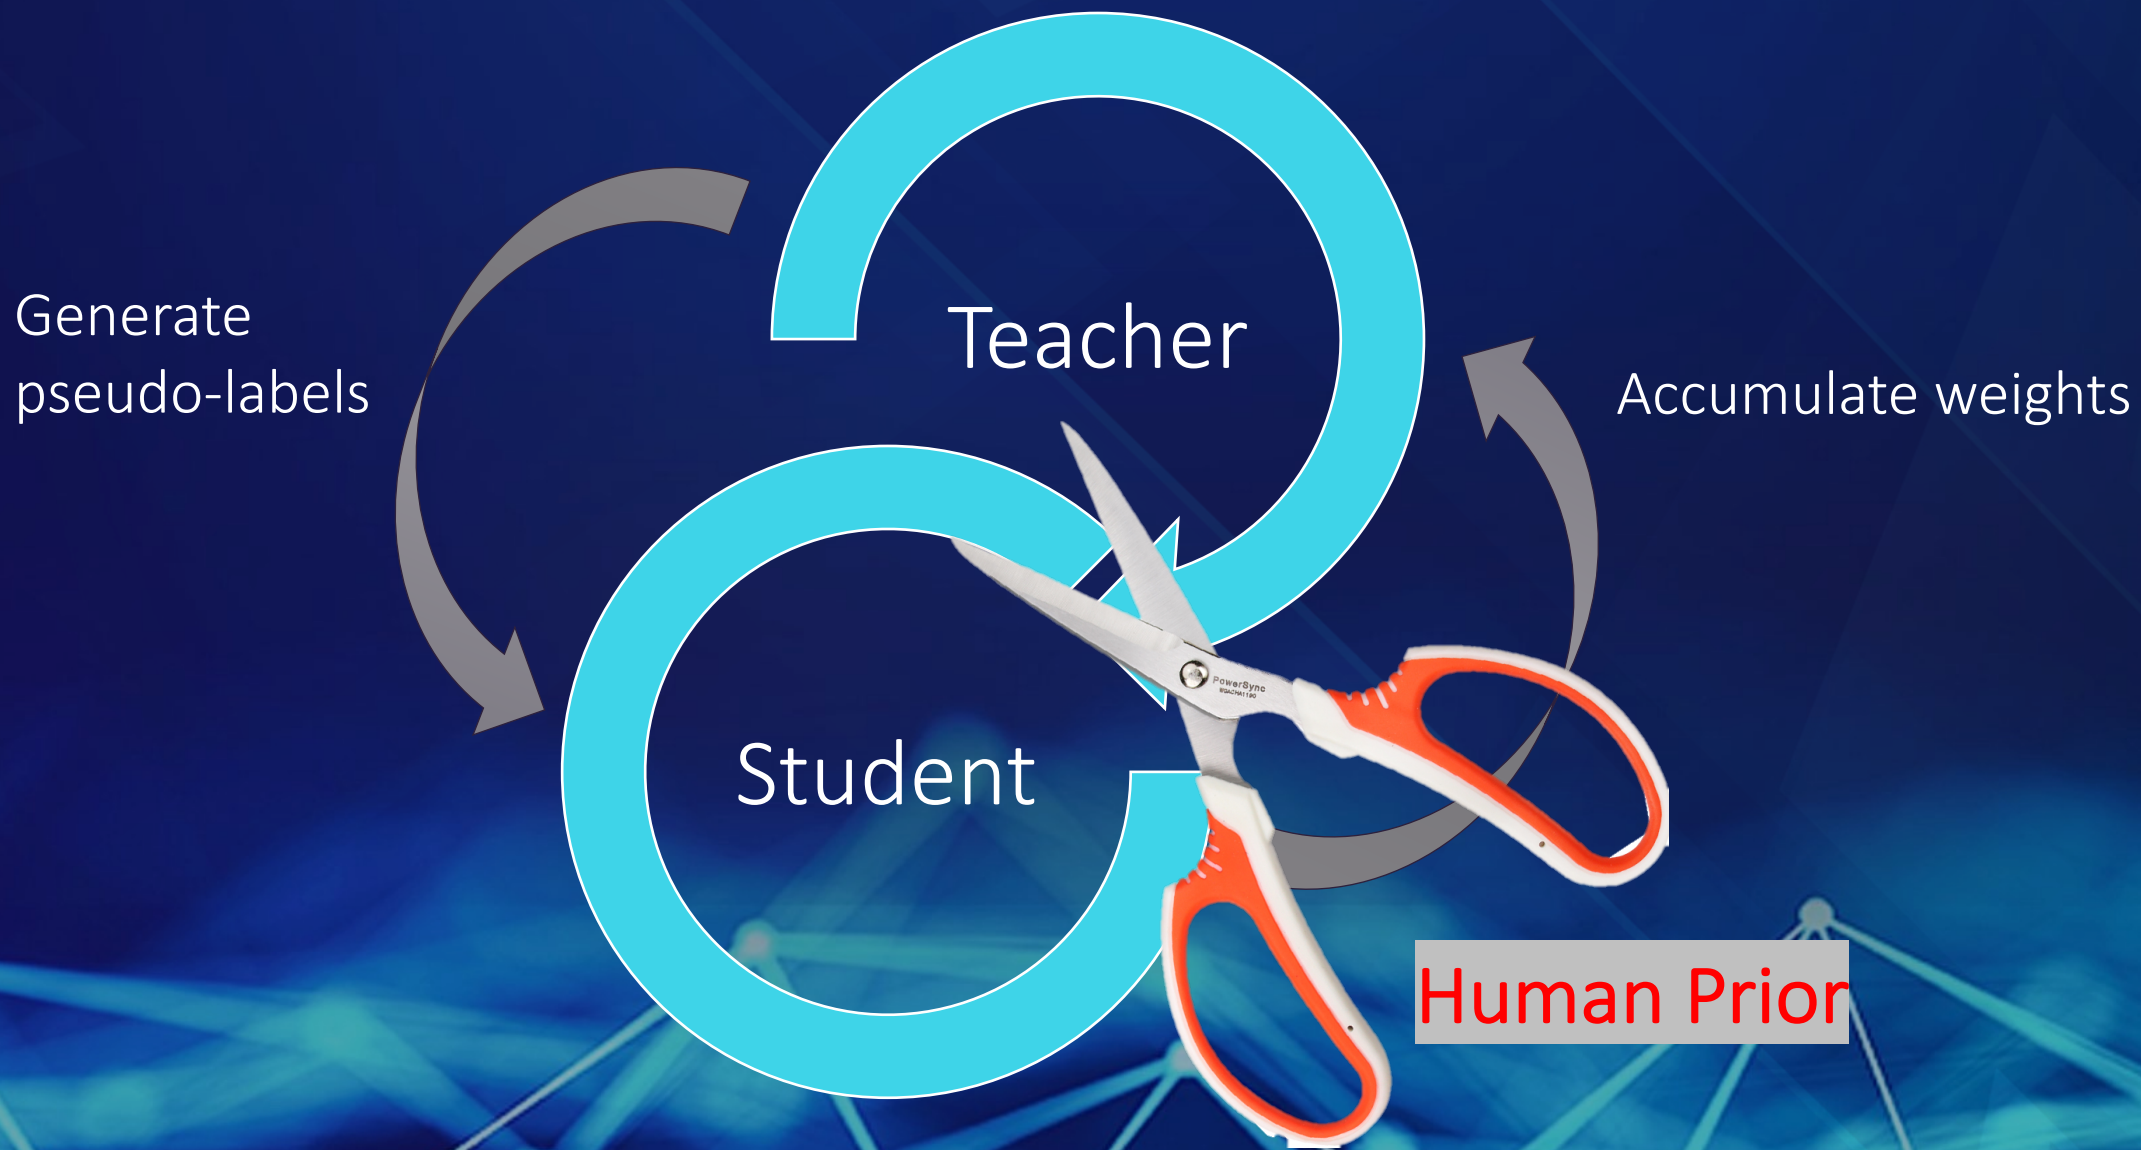 Teacher
Generate
pseudo-labels
Accumulate weights
PowerSync
Student
Human Prior